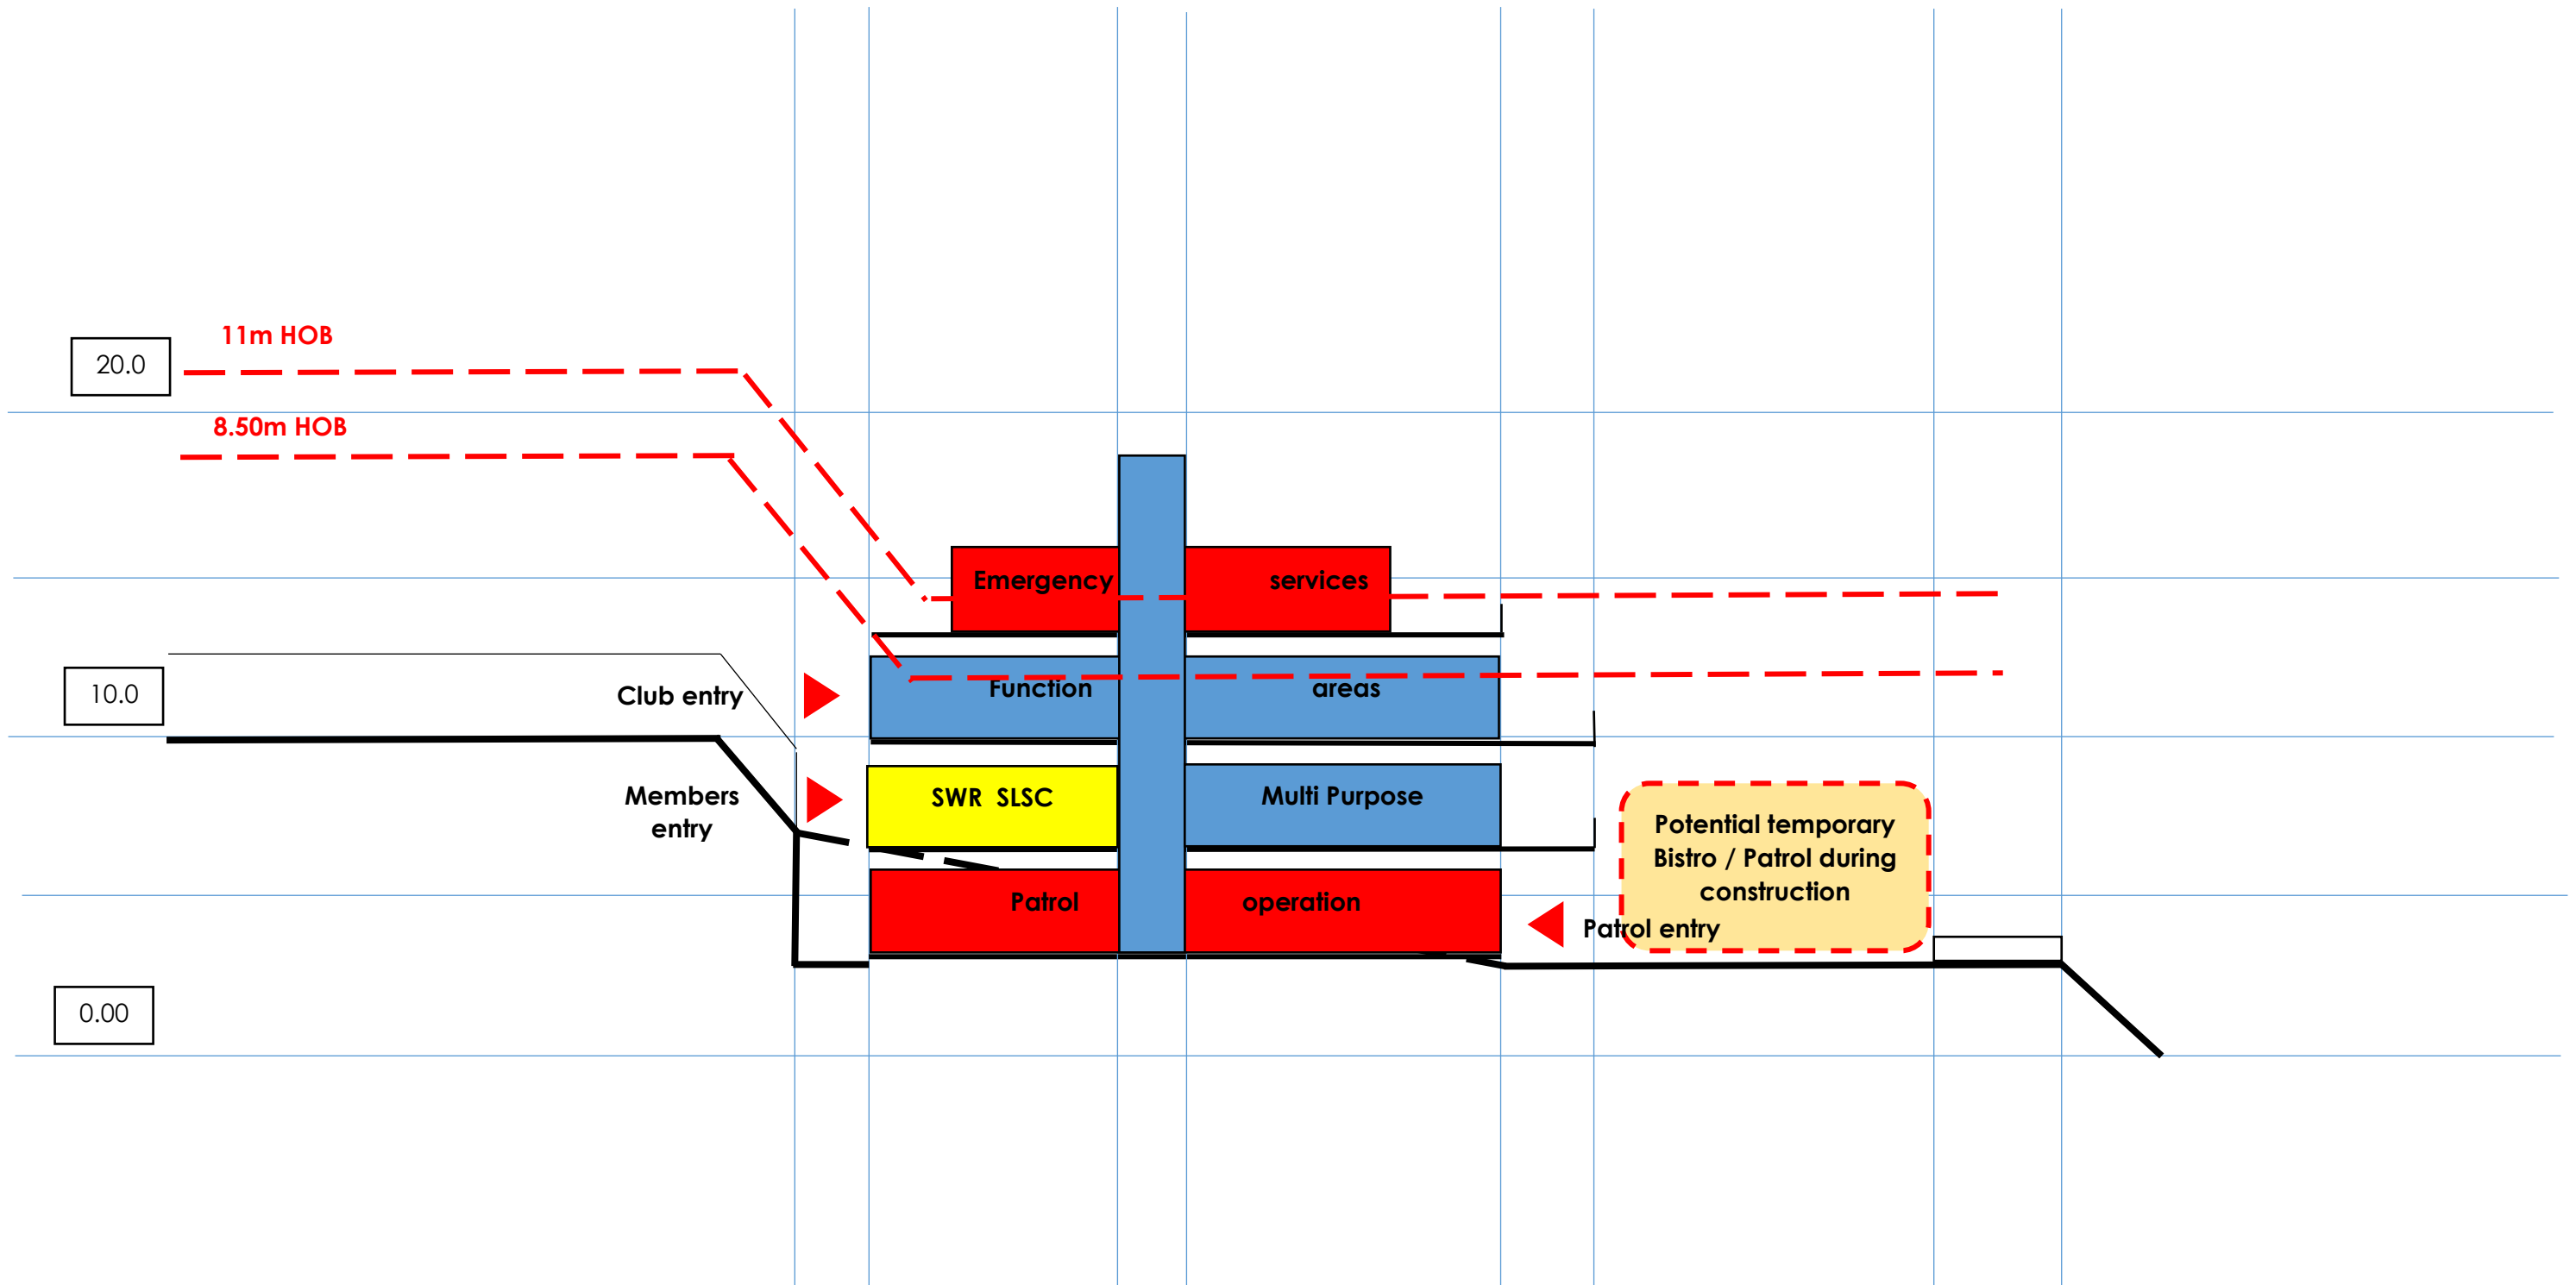 11m HOB
20.0
8.50m HOB
Emergency services
10.0
Club entry
Function areas
Members
entry
SWR SLSC
Multi Purpose
Potential temporary
Bistro / Patrol during
construction
Patrol operation
Patrol entry
0.00